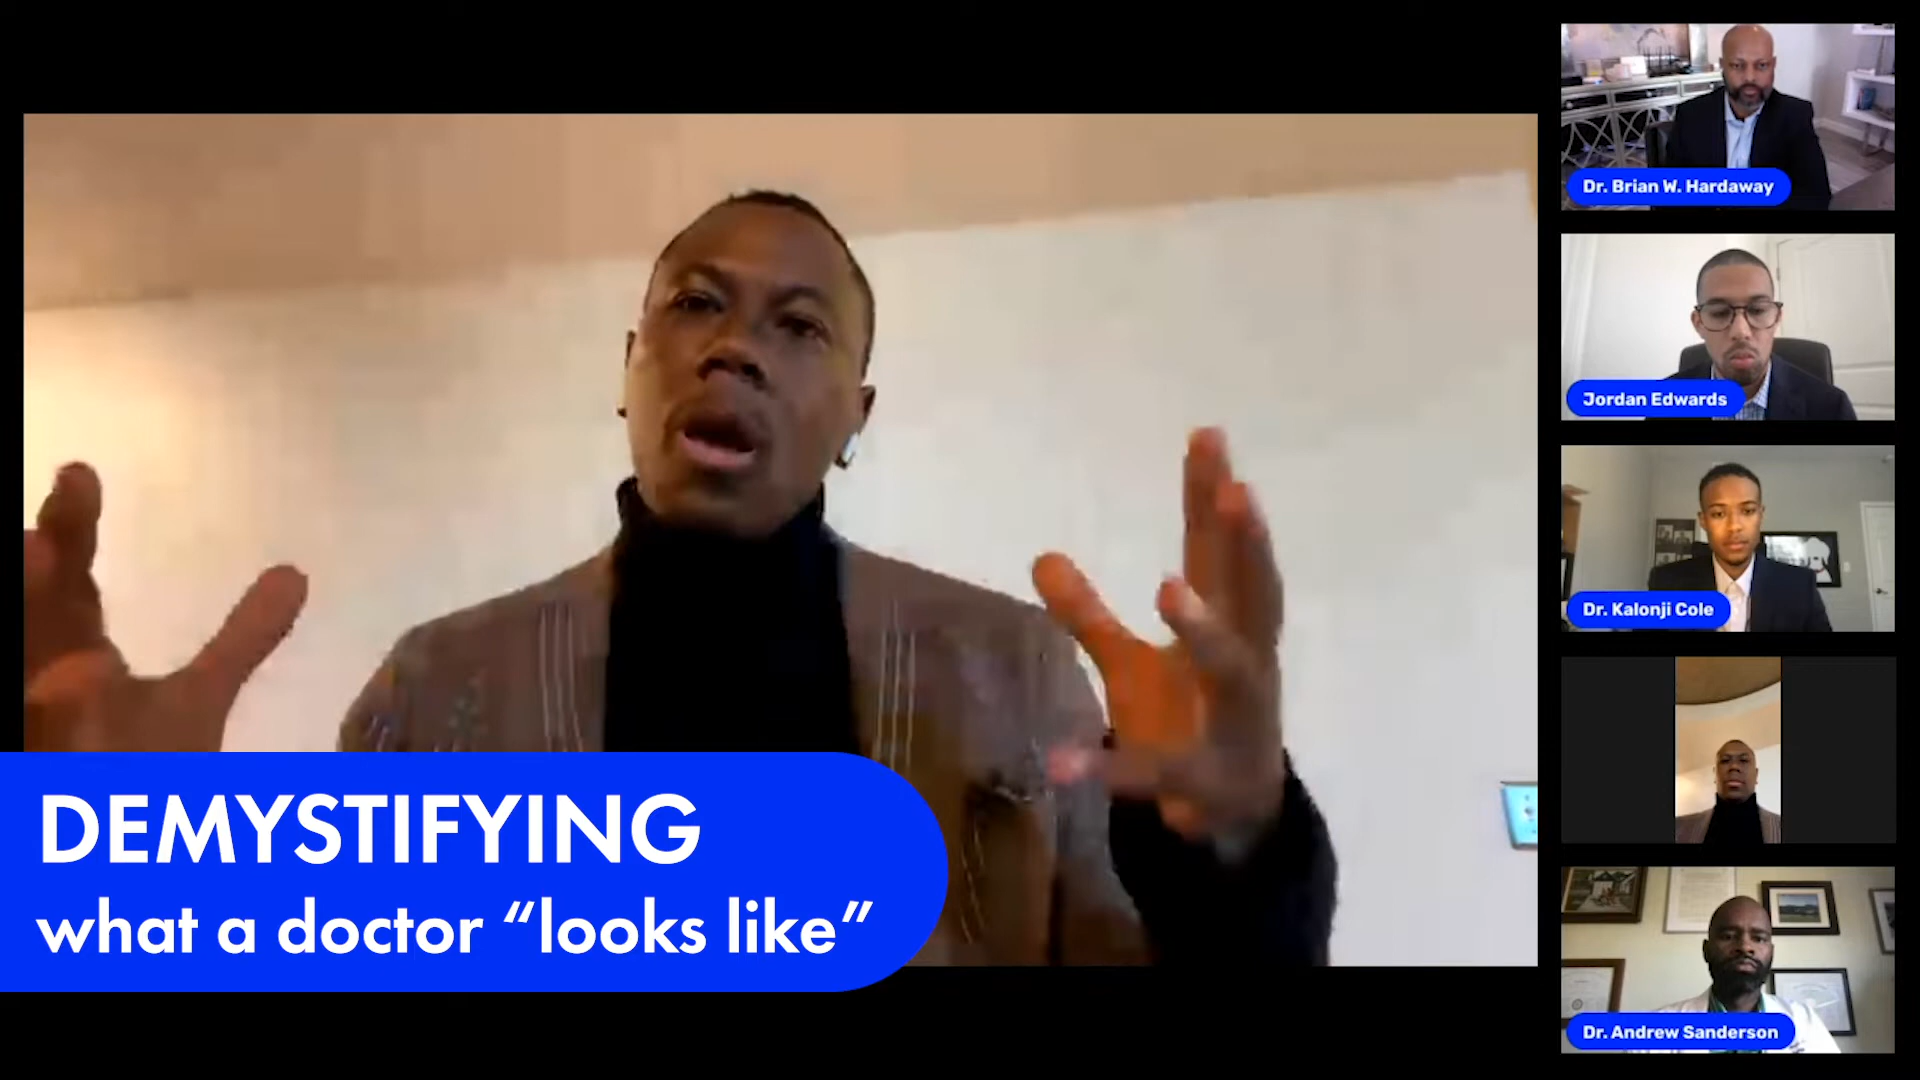 DEMYSTIFYING
what a doctor “looks like”
Dr. Brian W. Hardaway
Jordan Edwards
Dr. Kalonji Cole
Dr. Andrew Sanderson